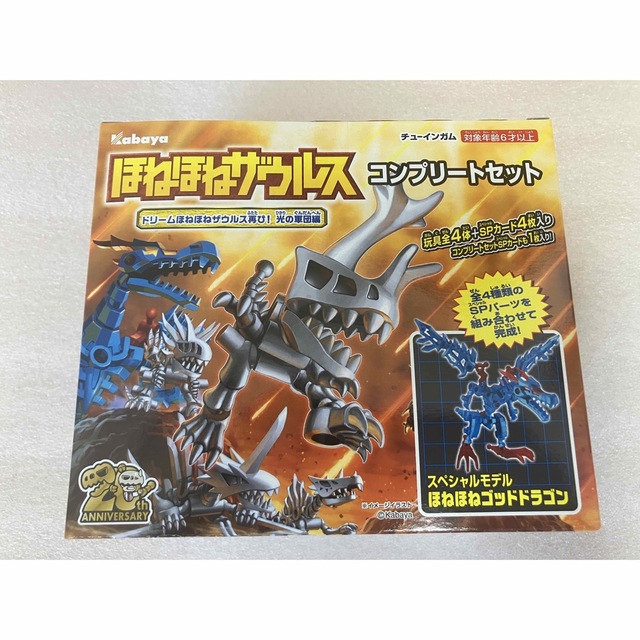 Kabaya
チューインガム
対象年齢6才以上
ほねほねザウルス
コンプリートセット
ドリームほねほねザウルス再び! 光の軍団編
玩具全4体+SPカード4枚入り
コンプリートセットSPカードも1枚入り!
全4種類の
SPパーツを
組み合わせて
完成!
スペシャルモデル
ほねほねゴッドドラゴン
20th
ANNIVERSARY
※イメージイラスト
©Kabaya